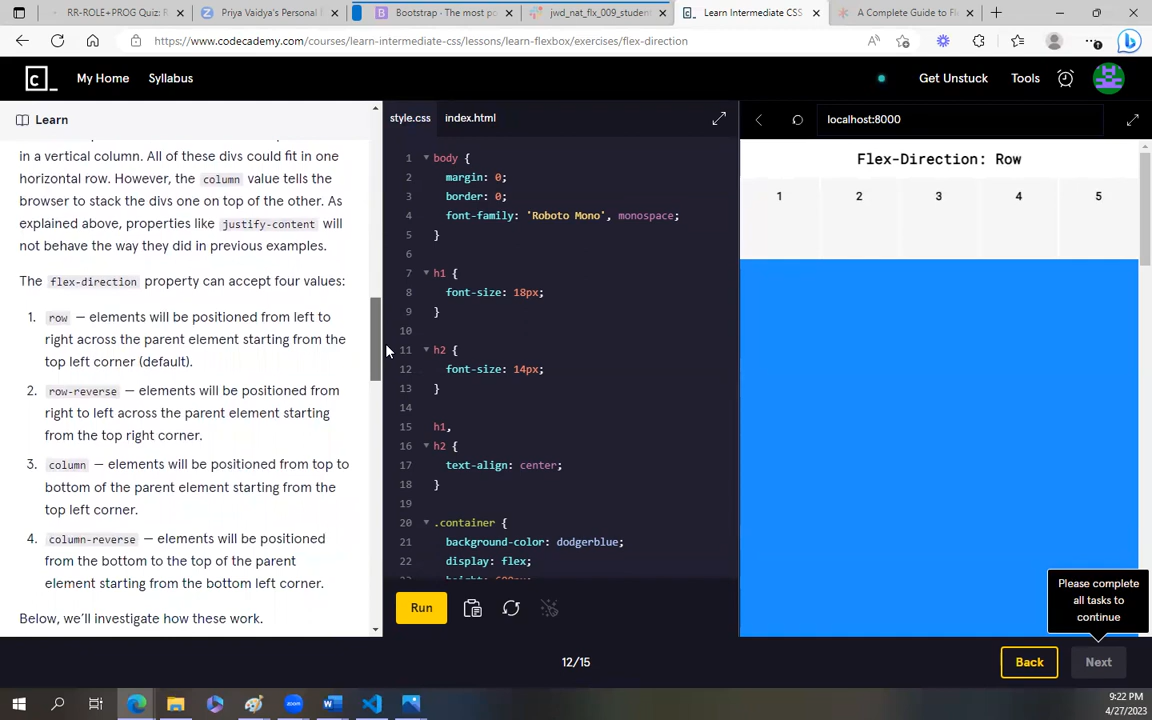 RR-ROLE+PROG Quiz: R
Priya Vaidya's Personal
Bootstrap · The most po
jwd_nat_flx_009_student
Learn Intermediate CSS
A Complete Guide to Fl
https://www.codecademy.com/courses/learn-intermediate-css/lessons/learn-flexbox/exercises/flex-direction
c_
My Home
Syllabus
Get Unstuck
Tools
Learn
in a vertical column. All of these divs could fit in one
horizontal row. However, the column value tells the
browser to stack the divs one on top of the other. As
explained above, properties like justify-content will
not behave the way they did in previous examples.
The flex-direction property can accept four values:
1. row — elements will be positioned from left to
right across the parent element starting from the
top left corner (default).
2. row-reverse — elements will be positioned from
right to left across the parent element starting
from the top right corner.
3. column — elements will be positioned from top to
bottom of the parent element starting from the
top left corner.
4. column-reverse — elements will be positioned
from the bottom to the top of the parent
element starting from the bottom left corner.
Below, we'll investigate how these work.
style.css index.html
1 body {
2 margin: 0;
3 border: 0;
4 font-family: 'Roboto Mono', monospace;
5 }
6
7 h1 {
8 font-size: 18px;
9 }
10
11 h2 {
12 font-size: 14px;
13 }
14
15 h1,
16 h2 {
17 text-align: center;
18 }
19
20 .container {
21 background-color: dodgerblue;
22 display: flex;
23 height: 600px;
Run
localhost:8000
Flex-Direction: Row
1 2 3 4 5
Please complete
all tasks to
continue
12/15
Back
Next
9:22 PM
4/27/2023